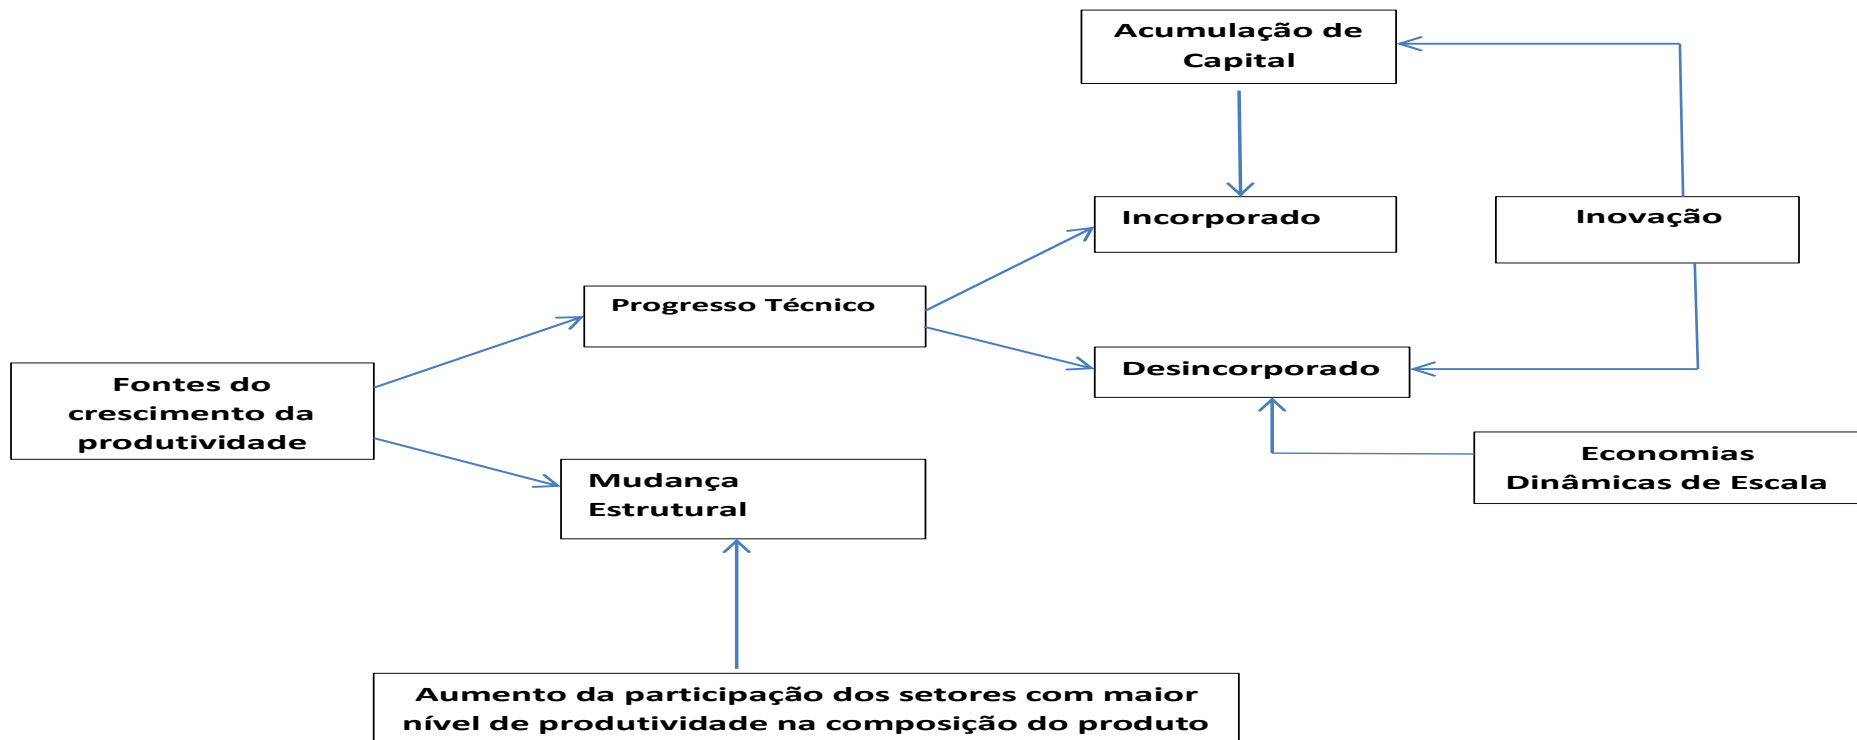 Acumulação de
Capital
Incorporado
Inovação
Progresso Técnico
Desincorporado
Fontes do
crescimento da
produtividade
Economias
Dinâmicas de Escala
Mudança
Estrutural
Aumento da participação dos setores com maior
nível de produtividade na composição do produto